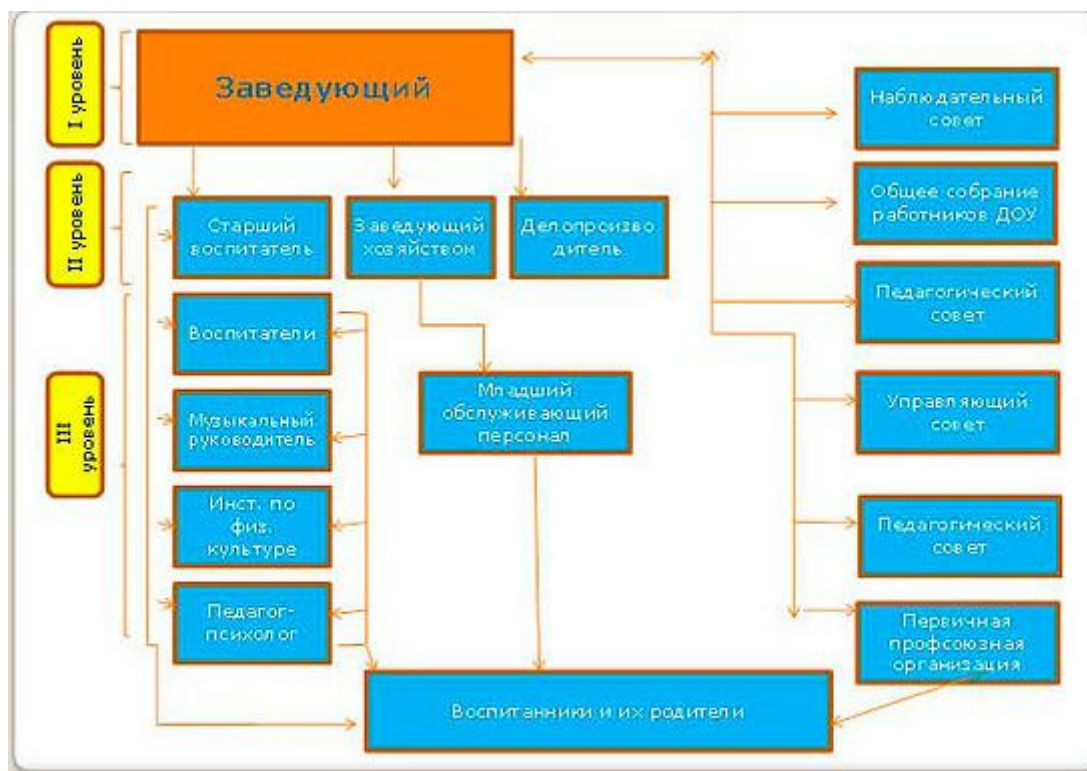 I уровень
Заведующий
Наблюдательный
совет
II уровень
Старший
воспитатель
Заведующий
хозяйством
Делопроизво
дитель
Общее собрание
работников ДОУ
Педагогический
совет
III
уровень
Воспитатели
Младший
обслуживающий
персонал
Управляющий
совет
Музыкальный
руководитель
Инст. по
физ.
культуре
Педагогический
совет
Педагог-
психолог
Первичная
профсоюзная
организация
Воспитанники и их родители